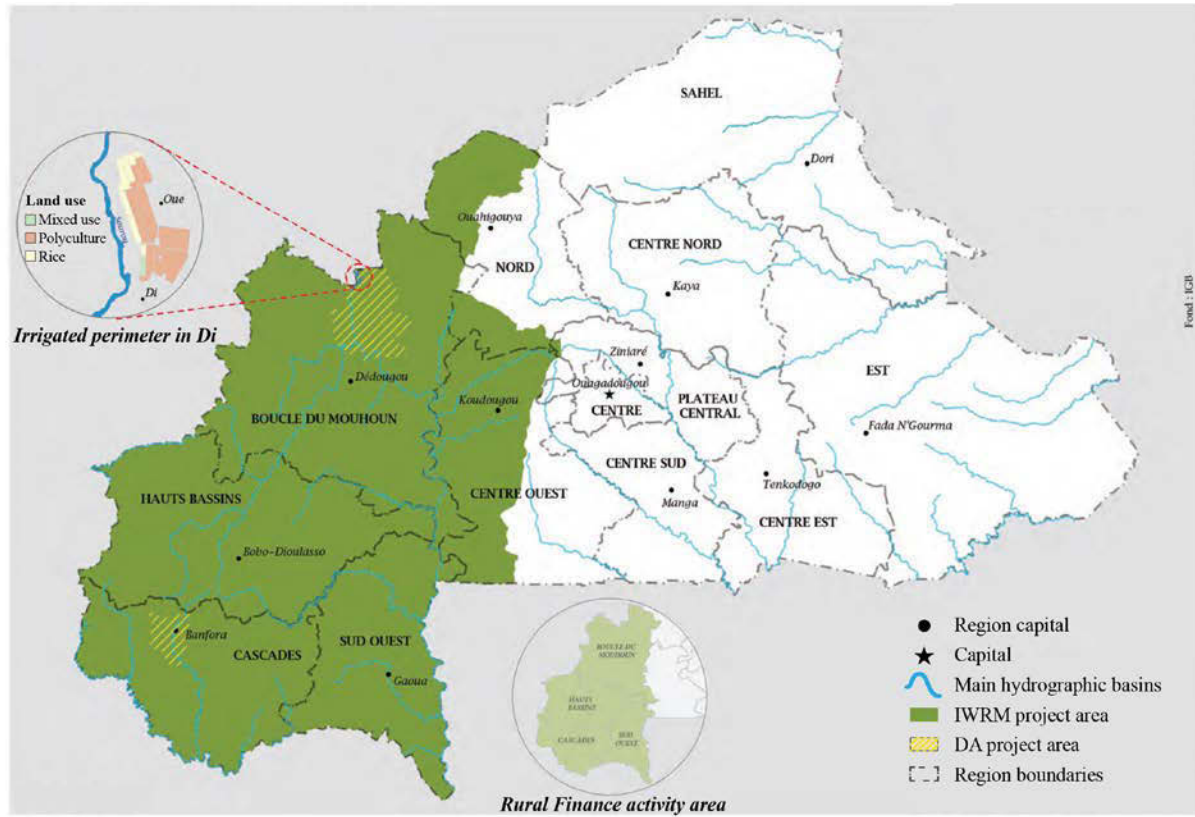 SAHEL
Dori
Land use
Mixed use
Polyculture
Rice
Oue
Sourou
Di
Irrigated perimeter in Di
Ouahigouya
NORD
CENTRE NORD
Kaya
Fond : IGB
Ziniaré
Ouagadougou
CENTRE
PLATEAU
CENTRAL
EST
Fada N'Gourma
Dédougou
Koudougou
BOUCLE DU MOUHOUN
CENTRE SUD
Manga
Tenkodogo
CENTRE EST
HAUTS BASSINS
CENTRE OUEST
Bobo-Dioulasso
Banfora
CASCADES
SUD OUEST
Gaoua
BOUCLE DU
MOUHOUN
HAUTS
BASSINS
CASCADES
SUD
OUEST
Rural Finance activity area
Region capital
Capital
Main hydrographic basins
IWRM project area
DA project area
Region boundaries